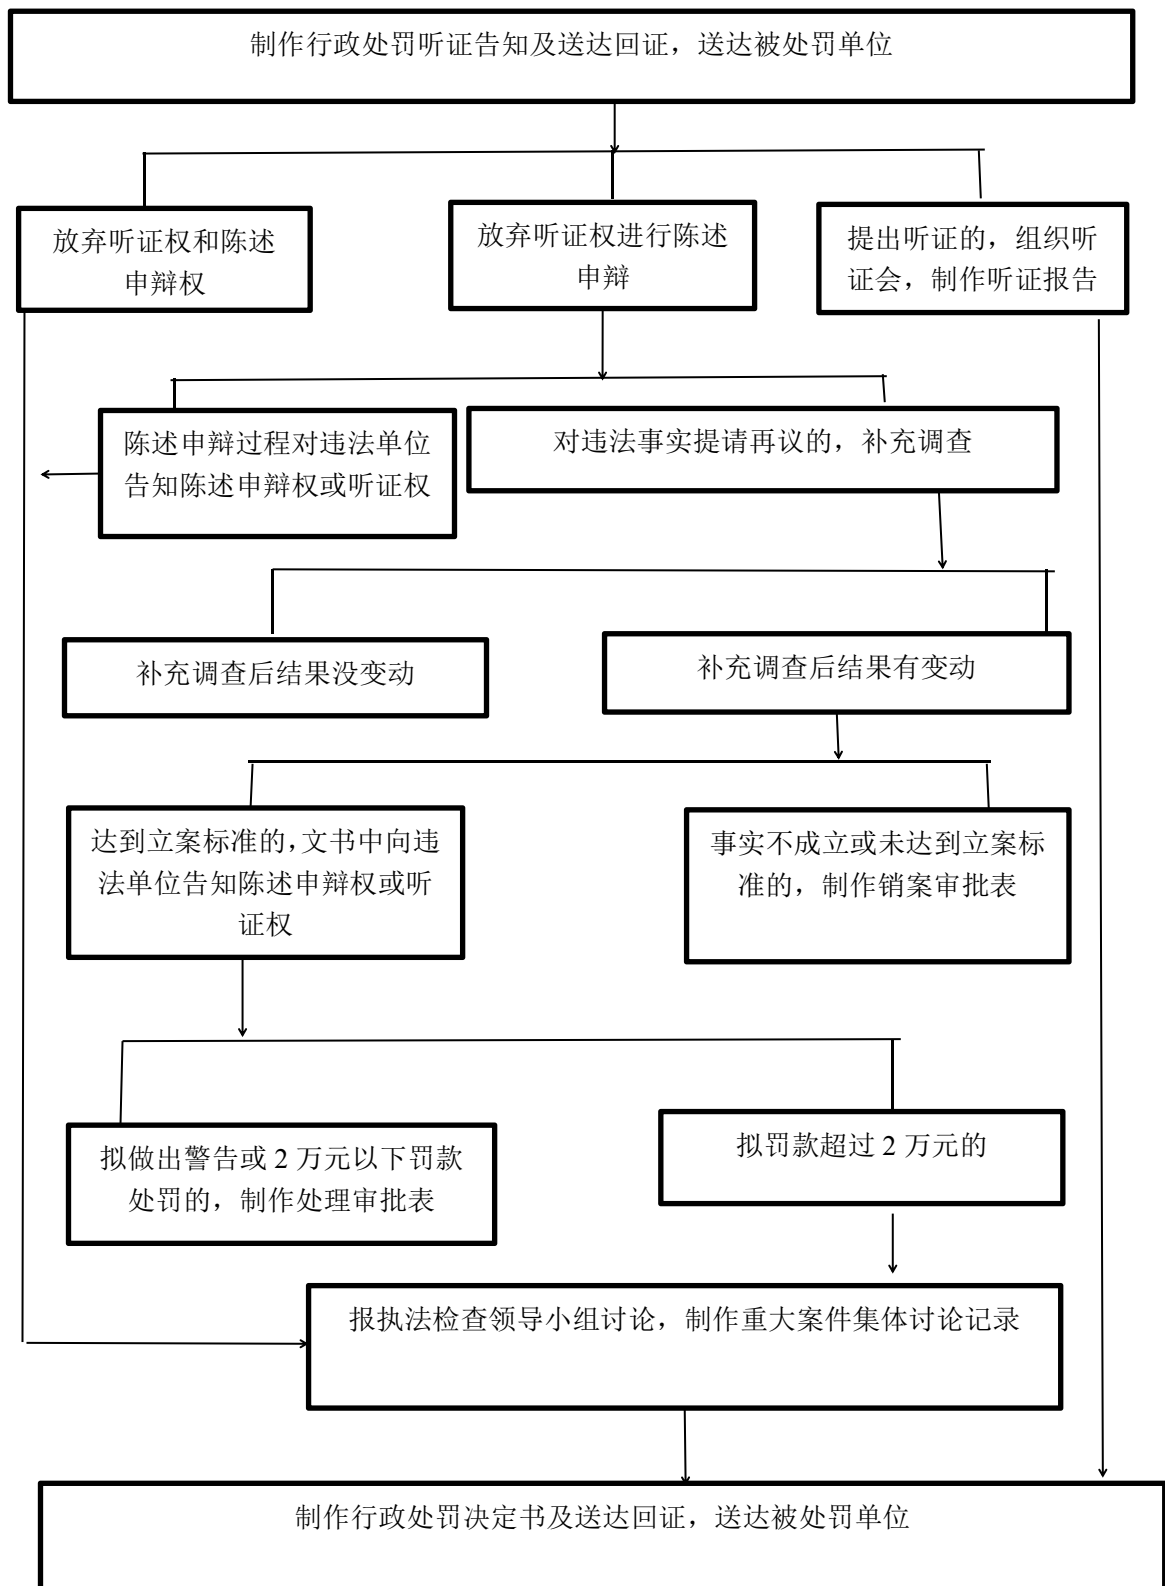 制作行政处罚听证告知及送达回证，送达被处罚单位
放弃听证权和陈述
申辩权
放弃听证权进行陈述
申辩
提出听证的，组织听
证会，制作听证报告
陈述申辩过程对违法单位
告知陈述申辩权或听证权
对违法事实提请再议的，补充调查
补充调查后结果没变动
补充调查后结果有变动
达到立案标准的，文书中向违
法单位告知陈述申辩权或听
证权
事实不成立或未达到立案标
准的，制作销案审批表
拟做出警告或 2 万元以下罚款
处罚的，制作处理审批表
拟罚款超过 2 万元的
报执法检查领导小组讨论，制作重大案件集体讨论记录
制作行政处罚决定书及送达回证，送达被处罚单位